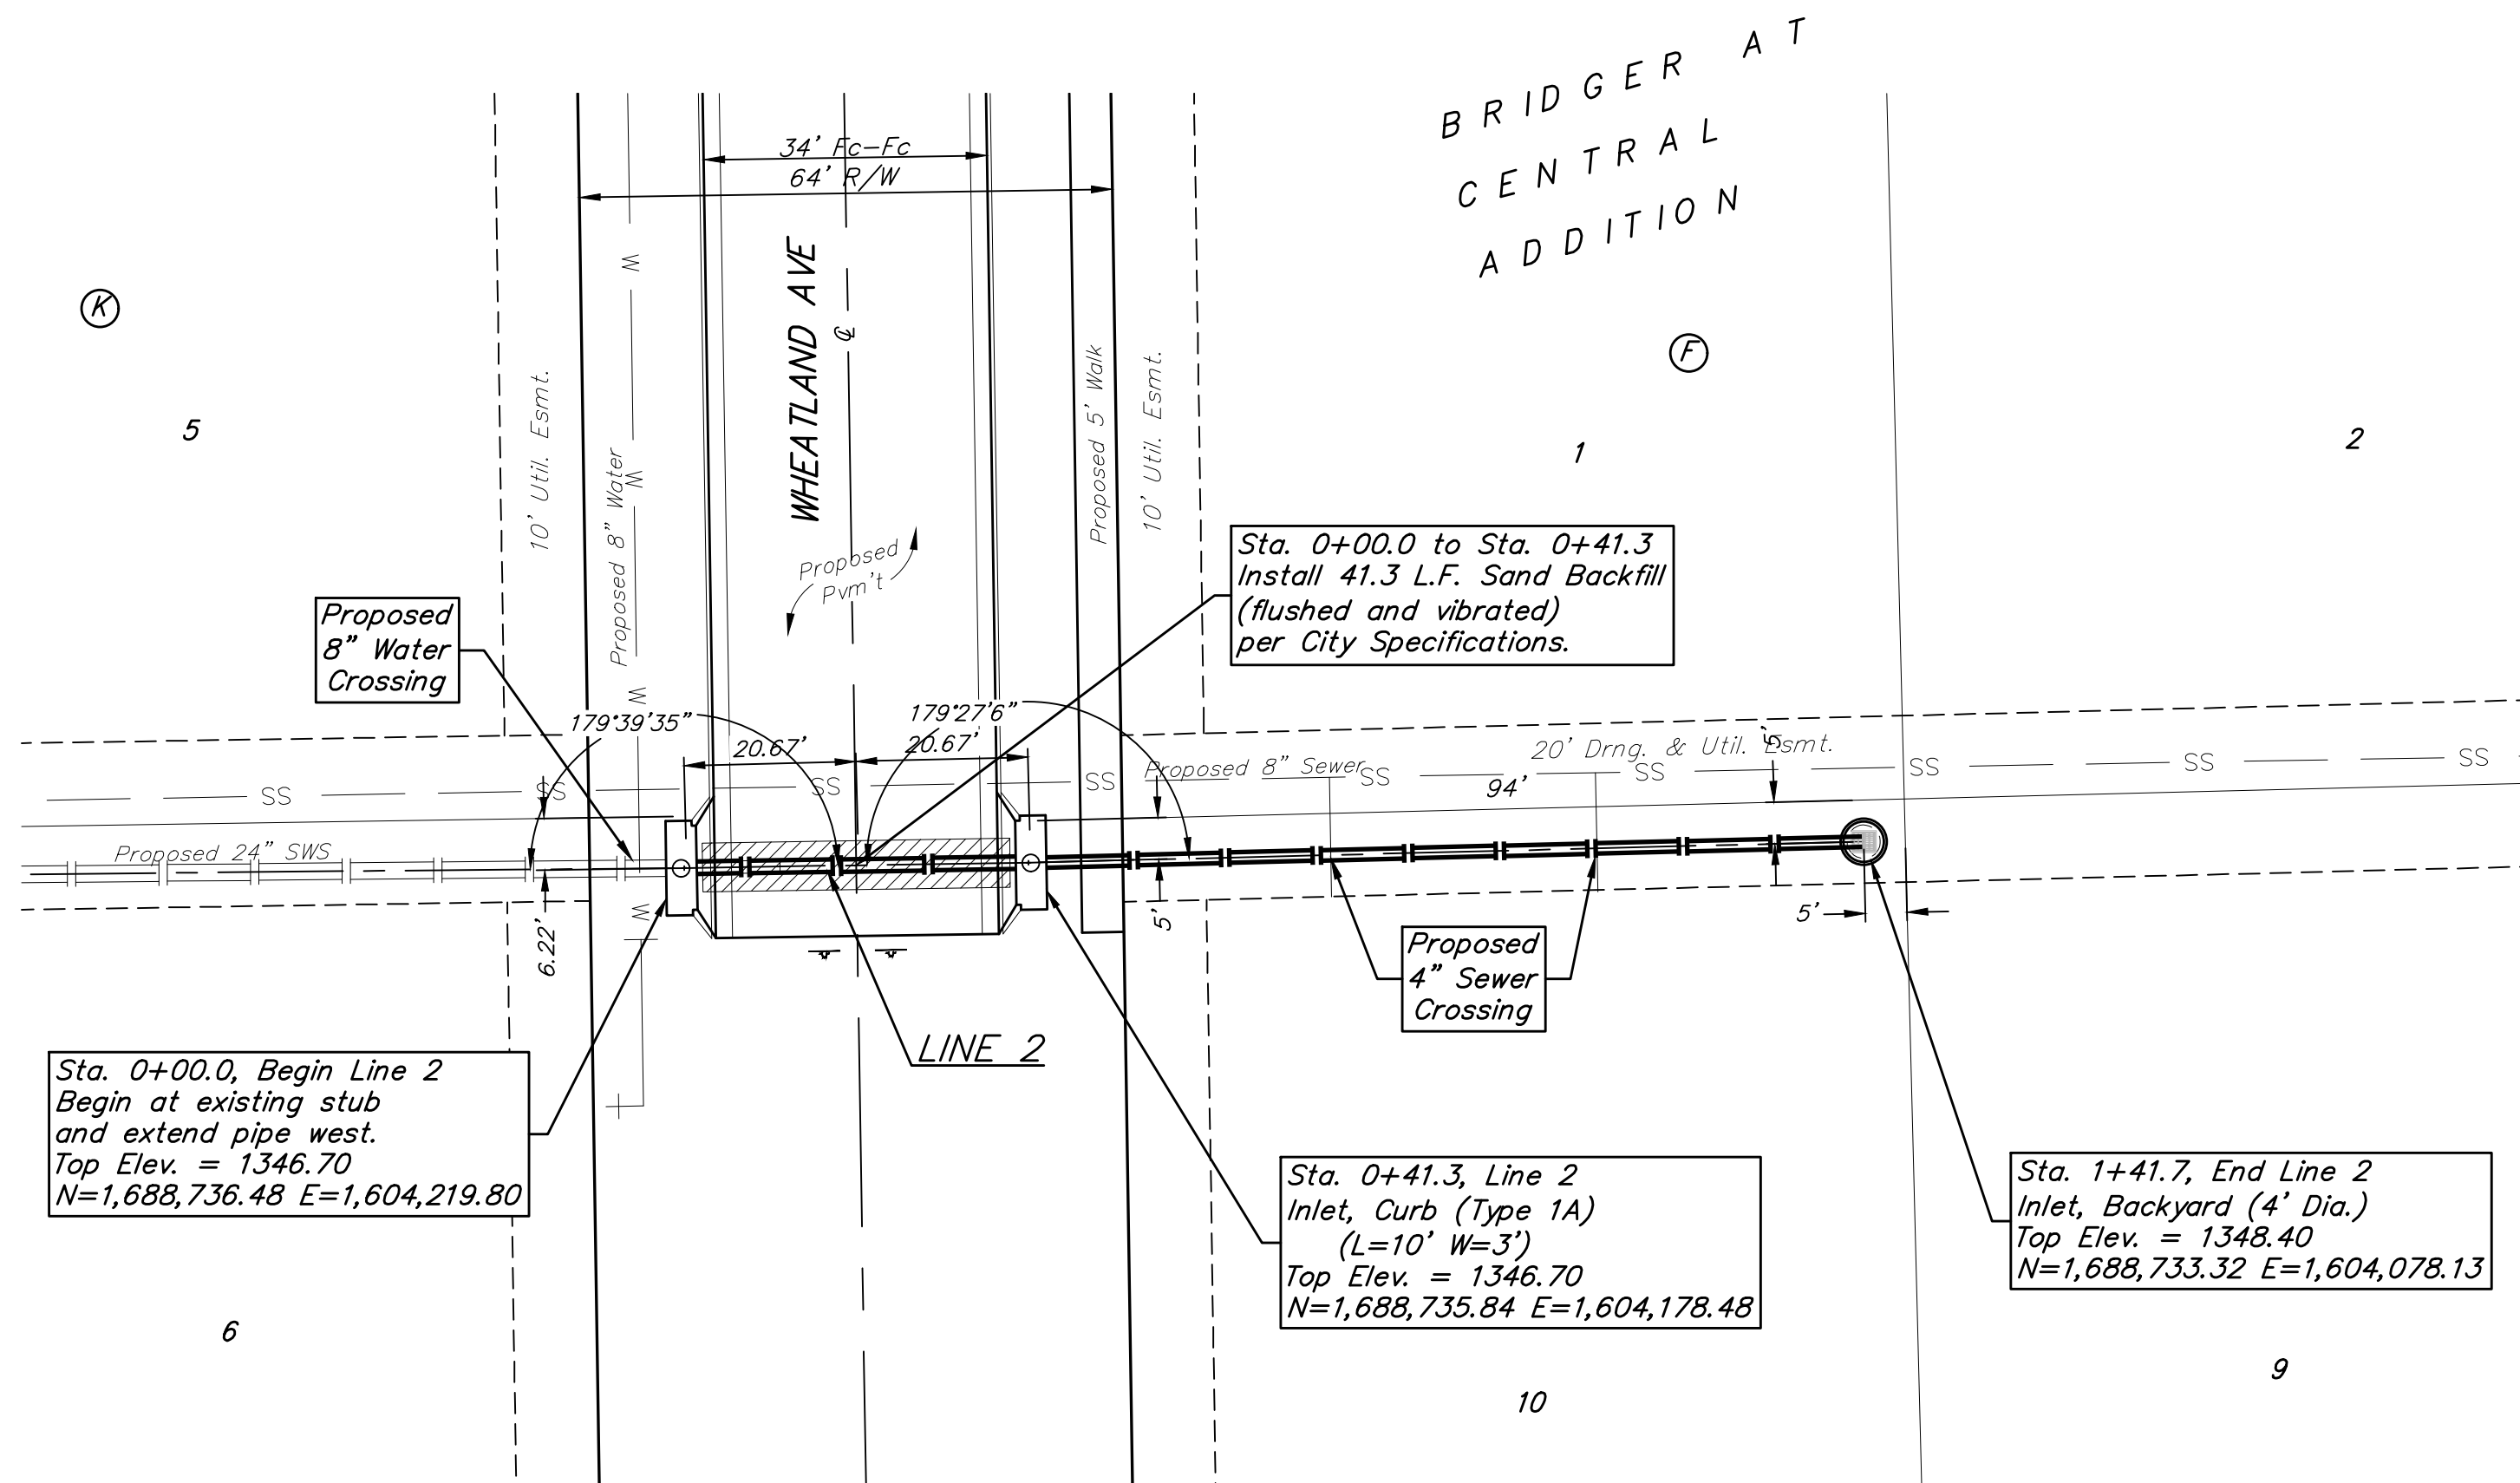 BRIDGER AT
CENTRAL
ADDITION
34' Fc-Fc
64' R/W
WHEATLAND AVE
℄
K
F
5
1
2
10' Util. Esmt.
Proposed 8" Water
W
W
W
W
Proposed 5' Walk
10' Util. Esmt.
Proposed
Pvm't
Sta. 0+00.0 to Sta. 0+41.3
Install 41.3 L.F. Sand Backfill
(flushed and vibrated)
per City Specifications.
Proposed
8" Water
Crossing
179°39'35"
179°27'6"
20.67'
20.67'
20' Drng. & Util. Esmt.
5'
Proposed 8" Sewer
94'
SS
SS
SS
SS
SS
SS
SS
SS
SS
Proposed 24" SWS
6.22'
5'
5'
Proposed
4" Sewer
Crossing
LINE 2
Sta. 0+00.0, Begin Line 2
Begin at existing stub
and extend pipe west.
Top Elev. = 1346.70
N=1,688,736.48 E=1,604,219.80
Sta. 0+41.3, Line 2
Inlet, Curb (Type 1A)
(L=10' W=3')
Top Elev. = 1346.70
N=1,688,735.84 E=1,604,178.48
Sta. 1+41.7, End Line 2
Inlet, Backyard (4' Dia.)
Top Elev. = 1348.40
N=1,688,733.32 E=1,604,078.13
6
10
9